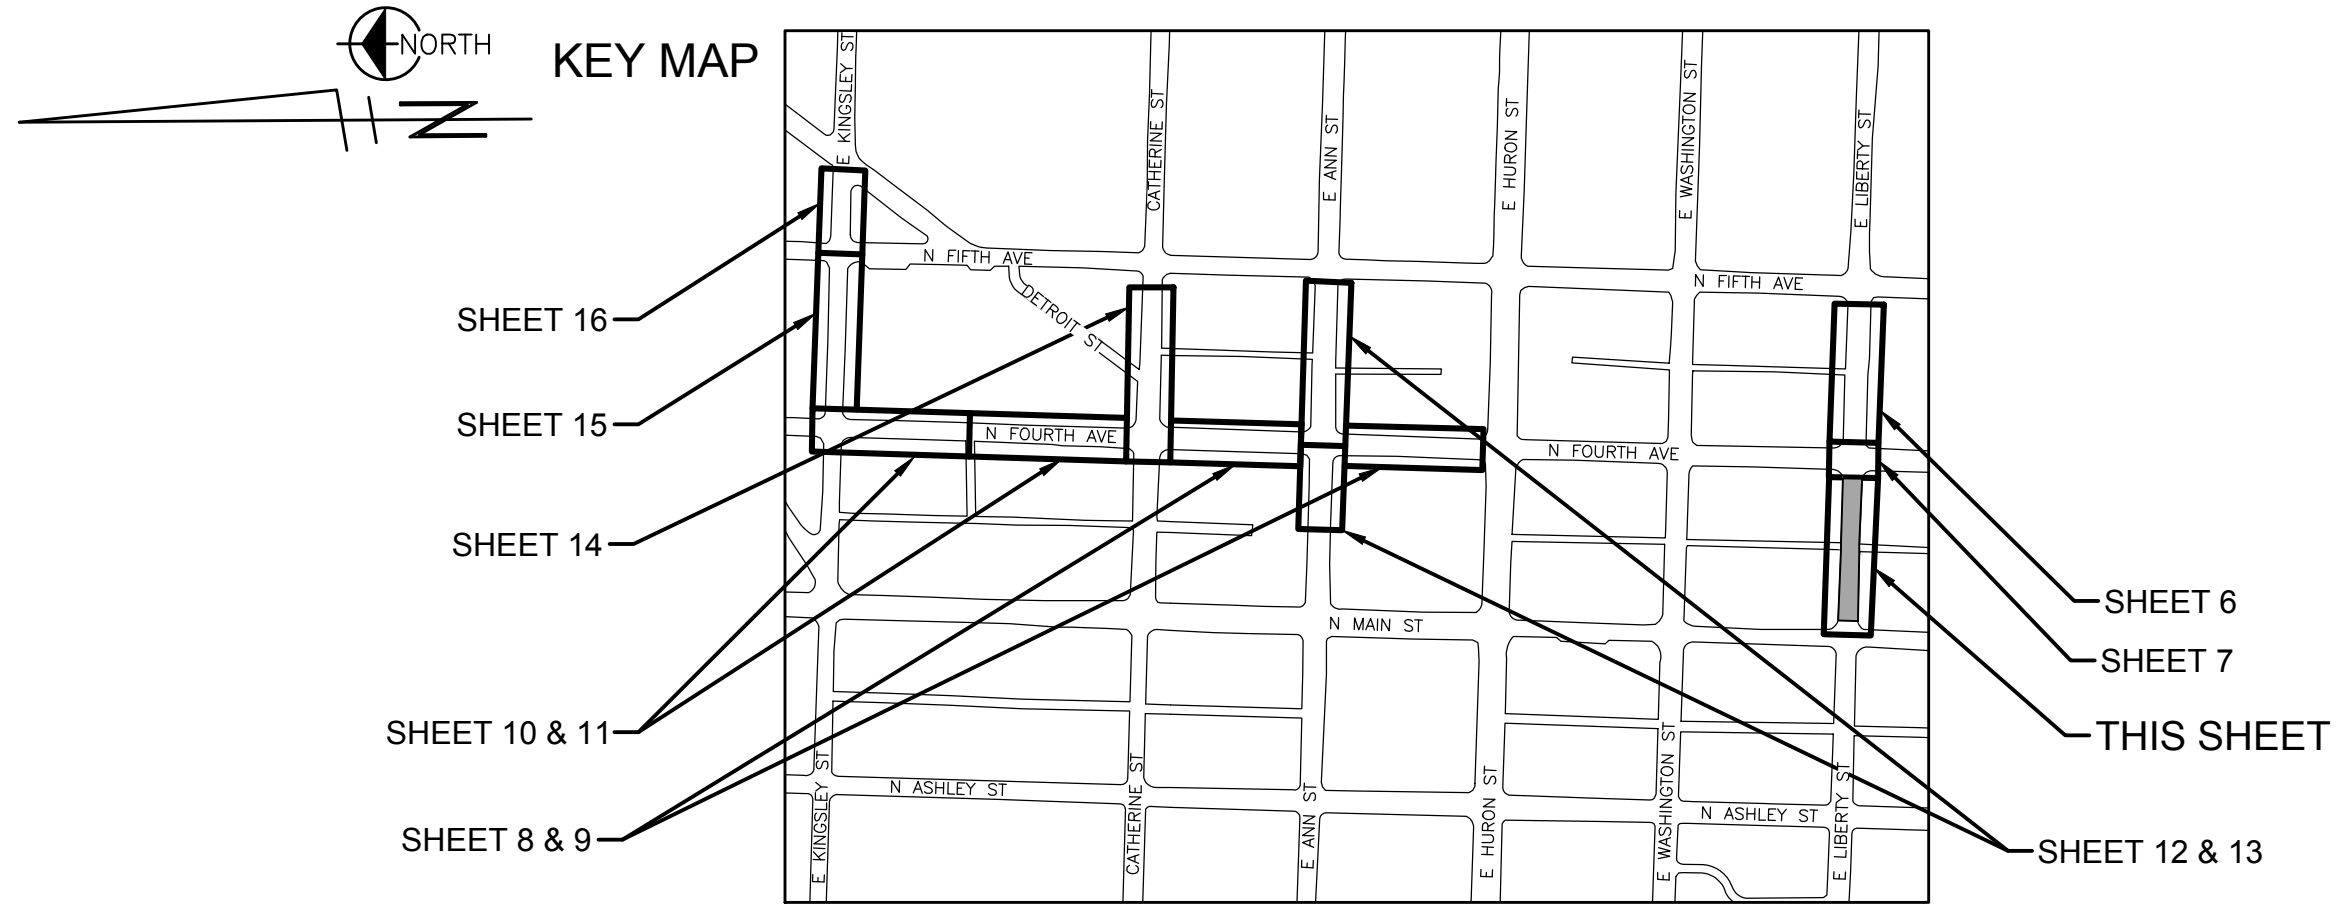 NORTH
KEY MAP
N
E KINGSLEY ST
CATHERINE ST
E ANN ST
E HURON ST
E WASHINGTON ST
E LIBERTY ST
N FIFTH AVE
N FIFTH AVE
DETROIT ST
SHEET 16
SHEET 15
N FOURTH AVE
N FOURTH AVE
SHEET 14
SHEET 6
N MAIN ST
SHEET 7
SHEET 10 & 11
THIS SHEET
N ASHLEY ST
N ASHLEY ST
SHEET 8 & 9
SHEET 12 & 13
E KINGSLEY ST
CATHERINE ST
E ANN ST
E HURON ST
E WASHINGTON ST
E LIBERTY ST